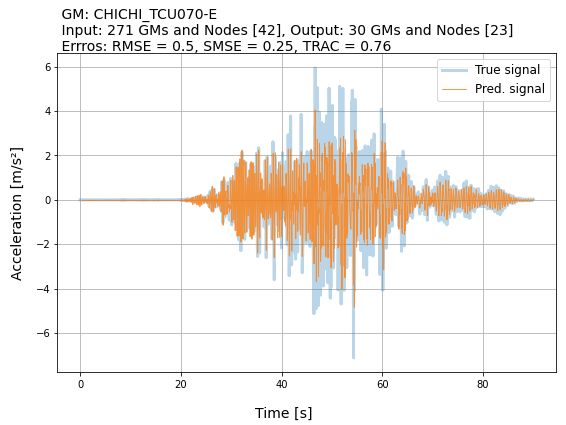 GM: CHICHI_TCU070-E
Input: 271 GMs and Nodes [42], Output: 30 GMs and Nodes [23]
Errros: RMSE = 0.5, SMSE = 0.25, TRAC = 0.76
True signal
Pred. signal
6
4
2
0
−2
−4
−6
Acceleration [m/s²]
0 20 40 60 80
Time [s]